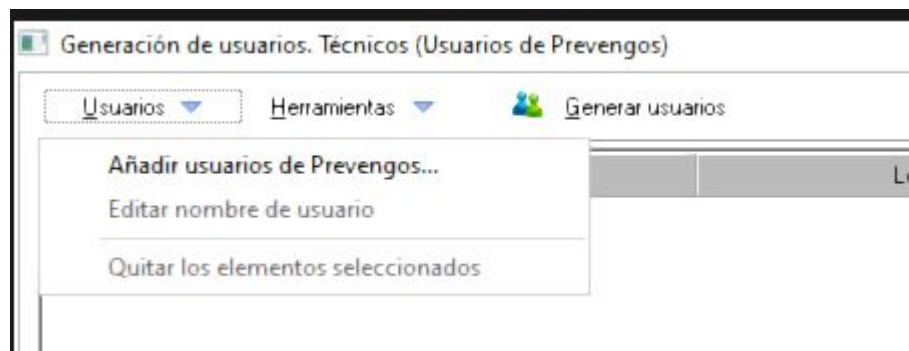 Generación de usuarios. Técnicos (Usuarios de Prevengos)
Usuarios Herramientas Generar usuarios
Añadir usuarios de Prevengos...
Editar nombre de usuario
Quitar los elementos seleccionados